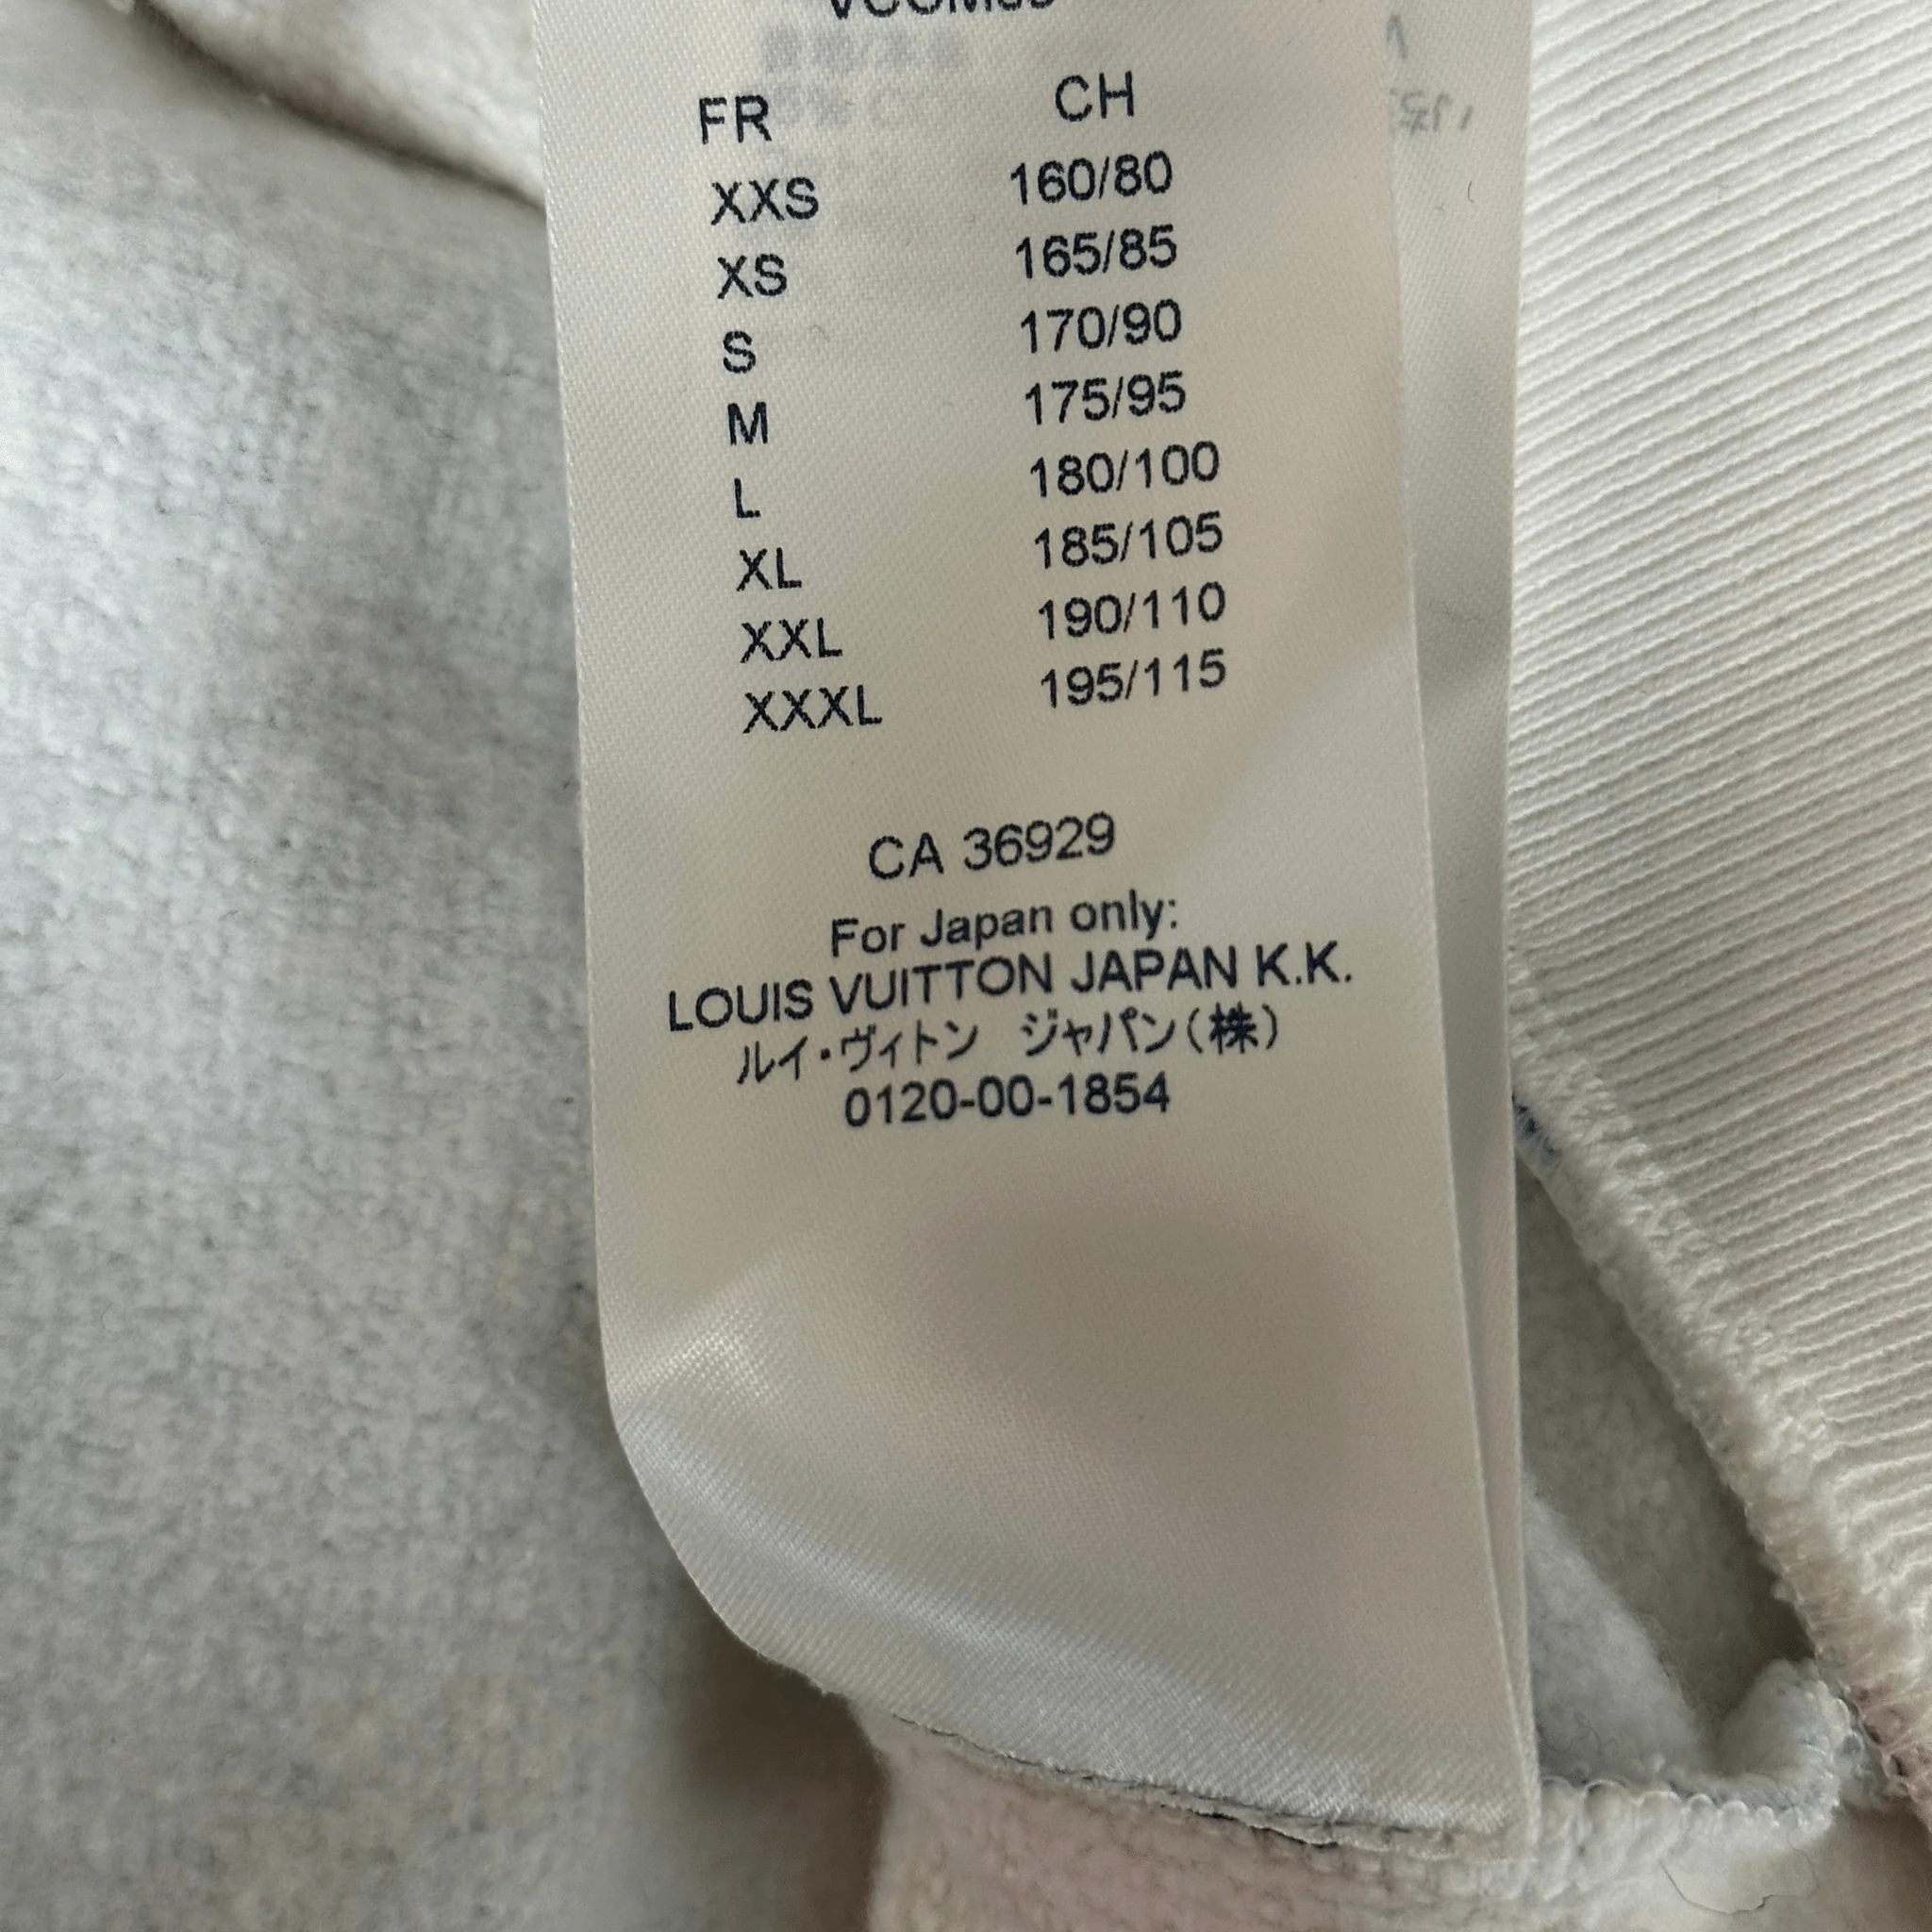 FR CH
XXS 160/80
XS 165/85
S 170/90
M 175/95
L 180/100
XL 185/105
XXL 190/110
XXXL 195/115
CA 36929
For Japan only:
LOUIS VUITTON JAPAN K.K.
ルイ・ヴィトン ジャパン(株)
0120-00-1854